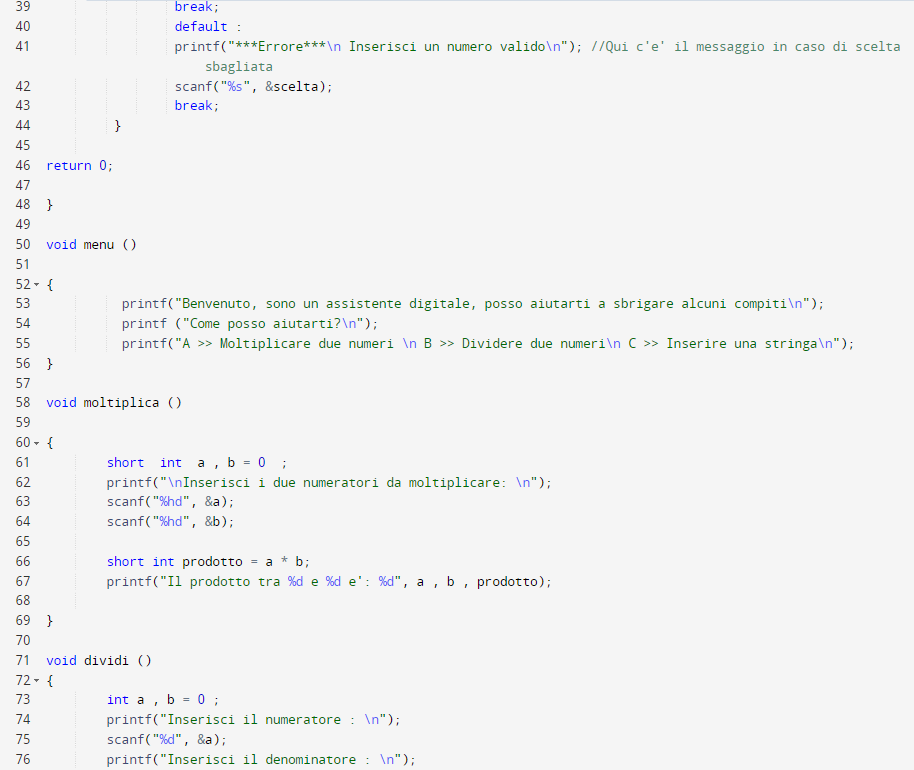 39 break;
40 default :
41 printf("***Errore***\n Inserisci un numero valido\n"); //Qui c'e' il messaggio in caso di scelta
sbagliata
42 scanf("%s", &scelta);
43 break;
44 }
45
46 return 0;
47
48 }
49
50 void menu ()
51
52 {
53 printf("Benvenuto, sono un assistente digitale, posso aiutarti a sbrigare alcuni compiti\n");
54 printf ("Come posso aiutarti?\n");
55 printf("A >> Moltiplicare due numeri \n B >> Dividere due numeri\n C >> Inserire una stringa\n");
56 }
57
58 void moltiplica ()
59
60 {
61 short int a , b = 0 ;
62 printf("\nInserisci i due numeratori da moltiplicare: \n");
63 scanf("%hd", &a);
64 scanf("%hd", &b);
65
66 short int prodotto = a * b;
67 printf("Il prodotto tra %d e %d e': %d", a , b , prodotto);
68
69 }
70
71 void dividi ()
72 {
73 int a , b = 0 ;
74 printf("Inserisci il numeratore : \n");
75 scanf("%d", &a);
76 printf("Inserisci il denominatore : \n");